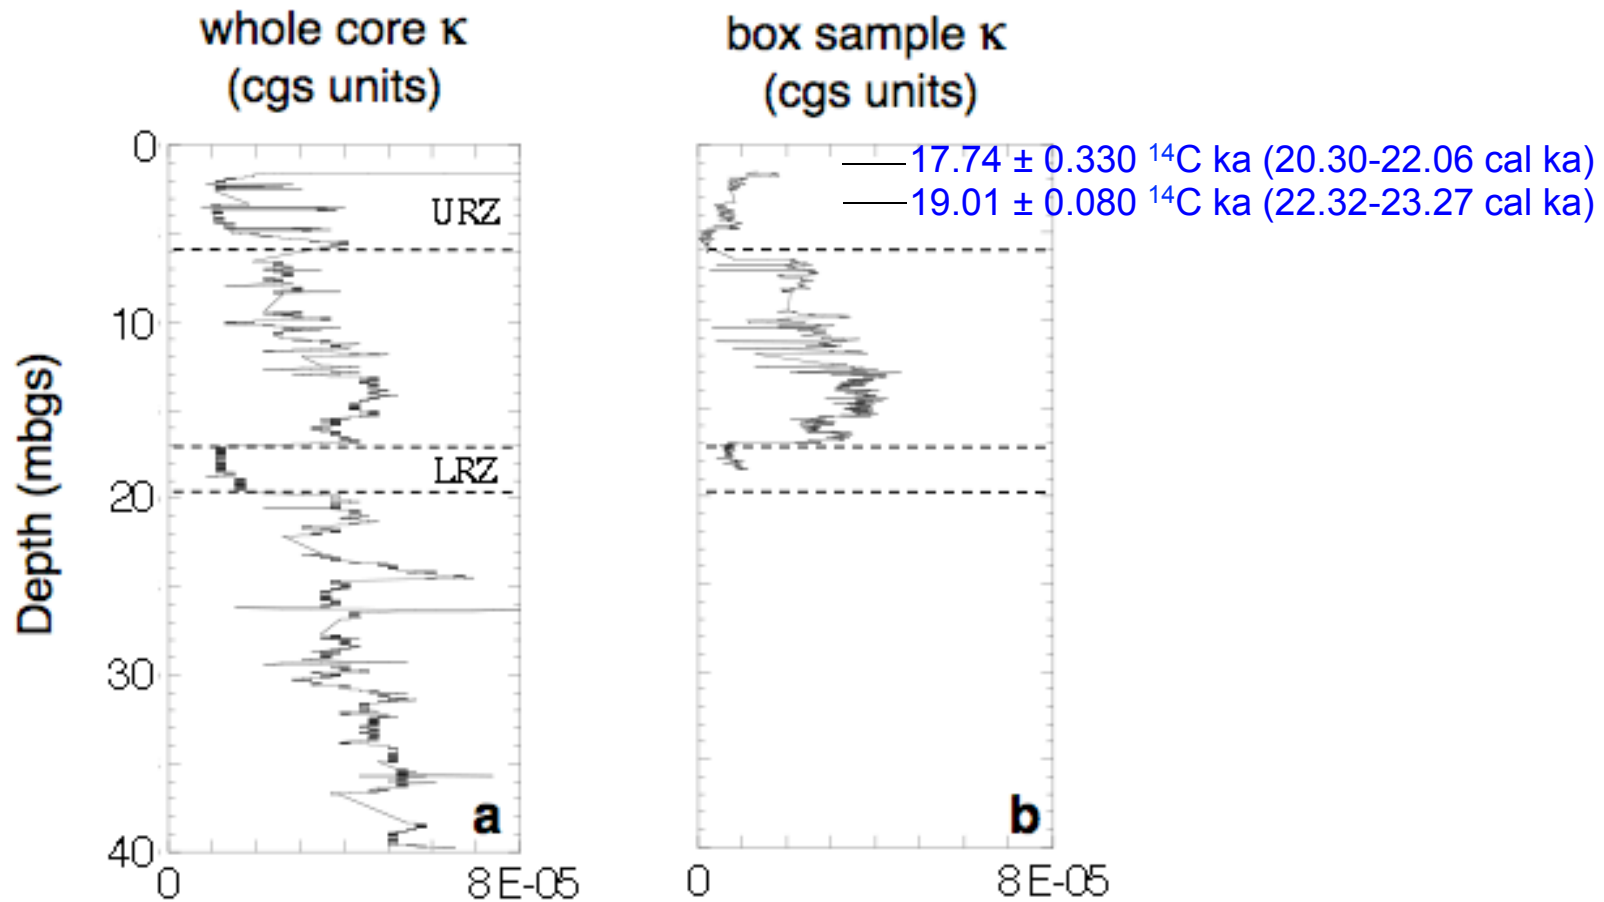 whole core κ
(cgs units)
box sample κ
(cgs units)
0
17.74 ± 0.330 ¹⁴C ka (20.30-22.06 cal ka)
19.01 ± 0.080 ¹⁴C ka (22.32-23.27 cal ka)
URZ
10
Depth (mbgs)
LRZ
20
30
a
b
40
0
8E-05
0
8E-05